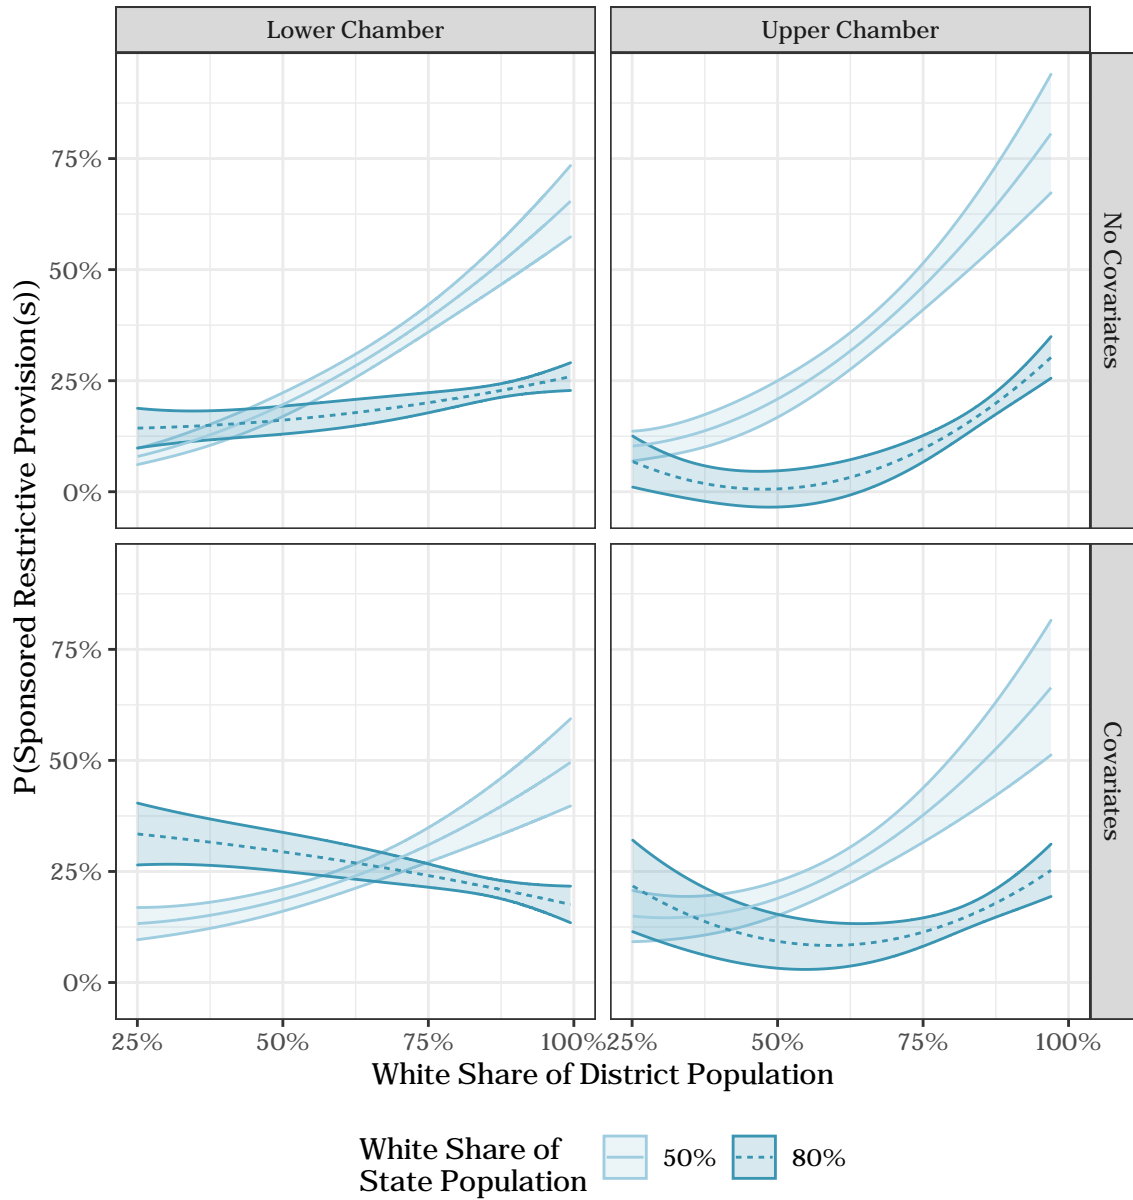 Lower Chamber
Upper Chamber
P(Sponsored Restrictive Provision(s))
75%
50%
25%
0%
No Covariates
75%
50%
25%
0%
Covariates
25%
50%
75%
100%
25%
50%
75%
100%
White Share of District Population
White Share of
State Population
50%
80%